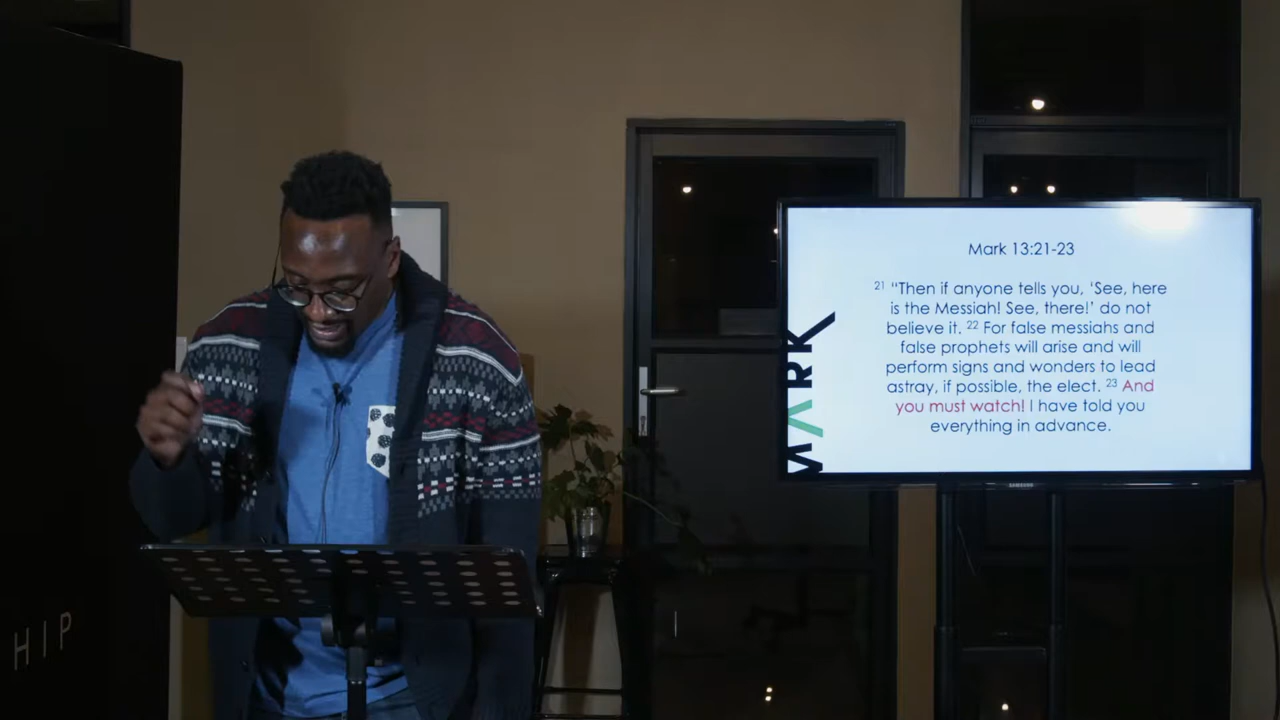 Mark 13:21-23
21 "Then if anyone tells you, 'See, here
is the Messiah! See, there!' do not
believe it. 22 For false messiahs and
false prophets will arise and will
perform signs and wonders to lead
astray, if possible, the elect. 23 And
you must watch! I have told you
everything in advance.
MARK
SAMSUNG
HIP